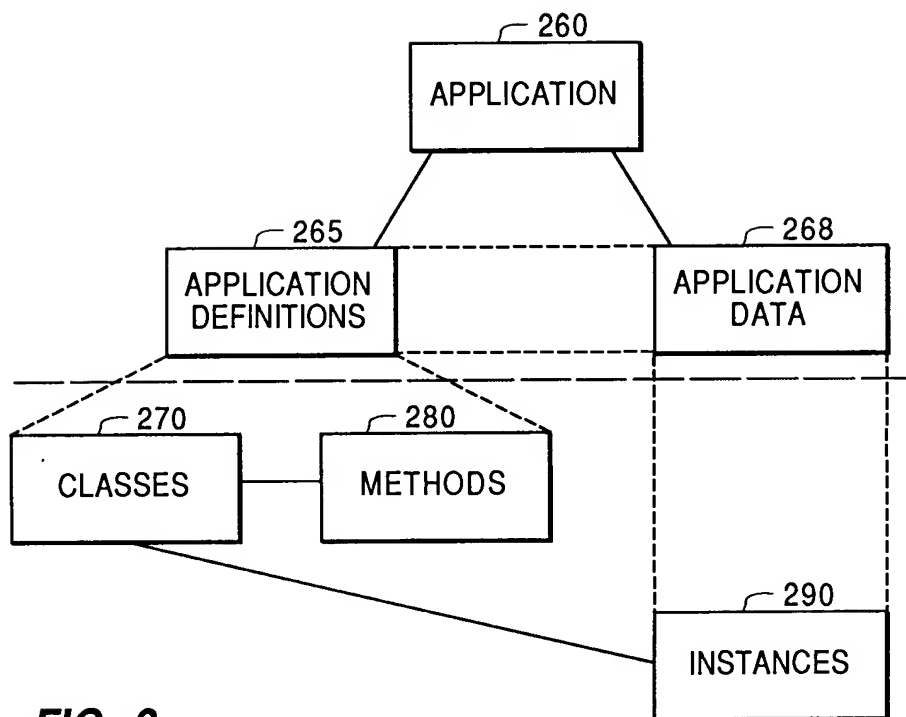 260
APPLICATION
265
268
APPLICATION
DEFINITIONS
APPLICATION
DATA
270
280
CLASSES
METHODS
290
INSTANCES